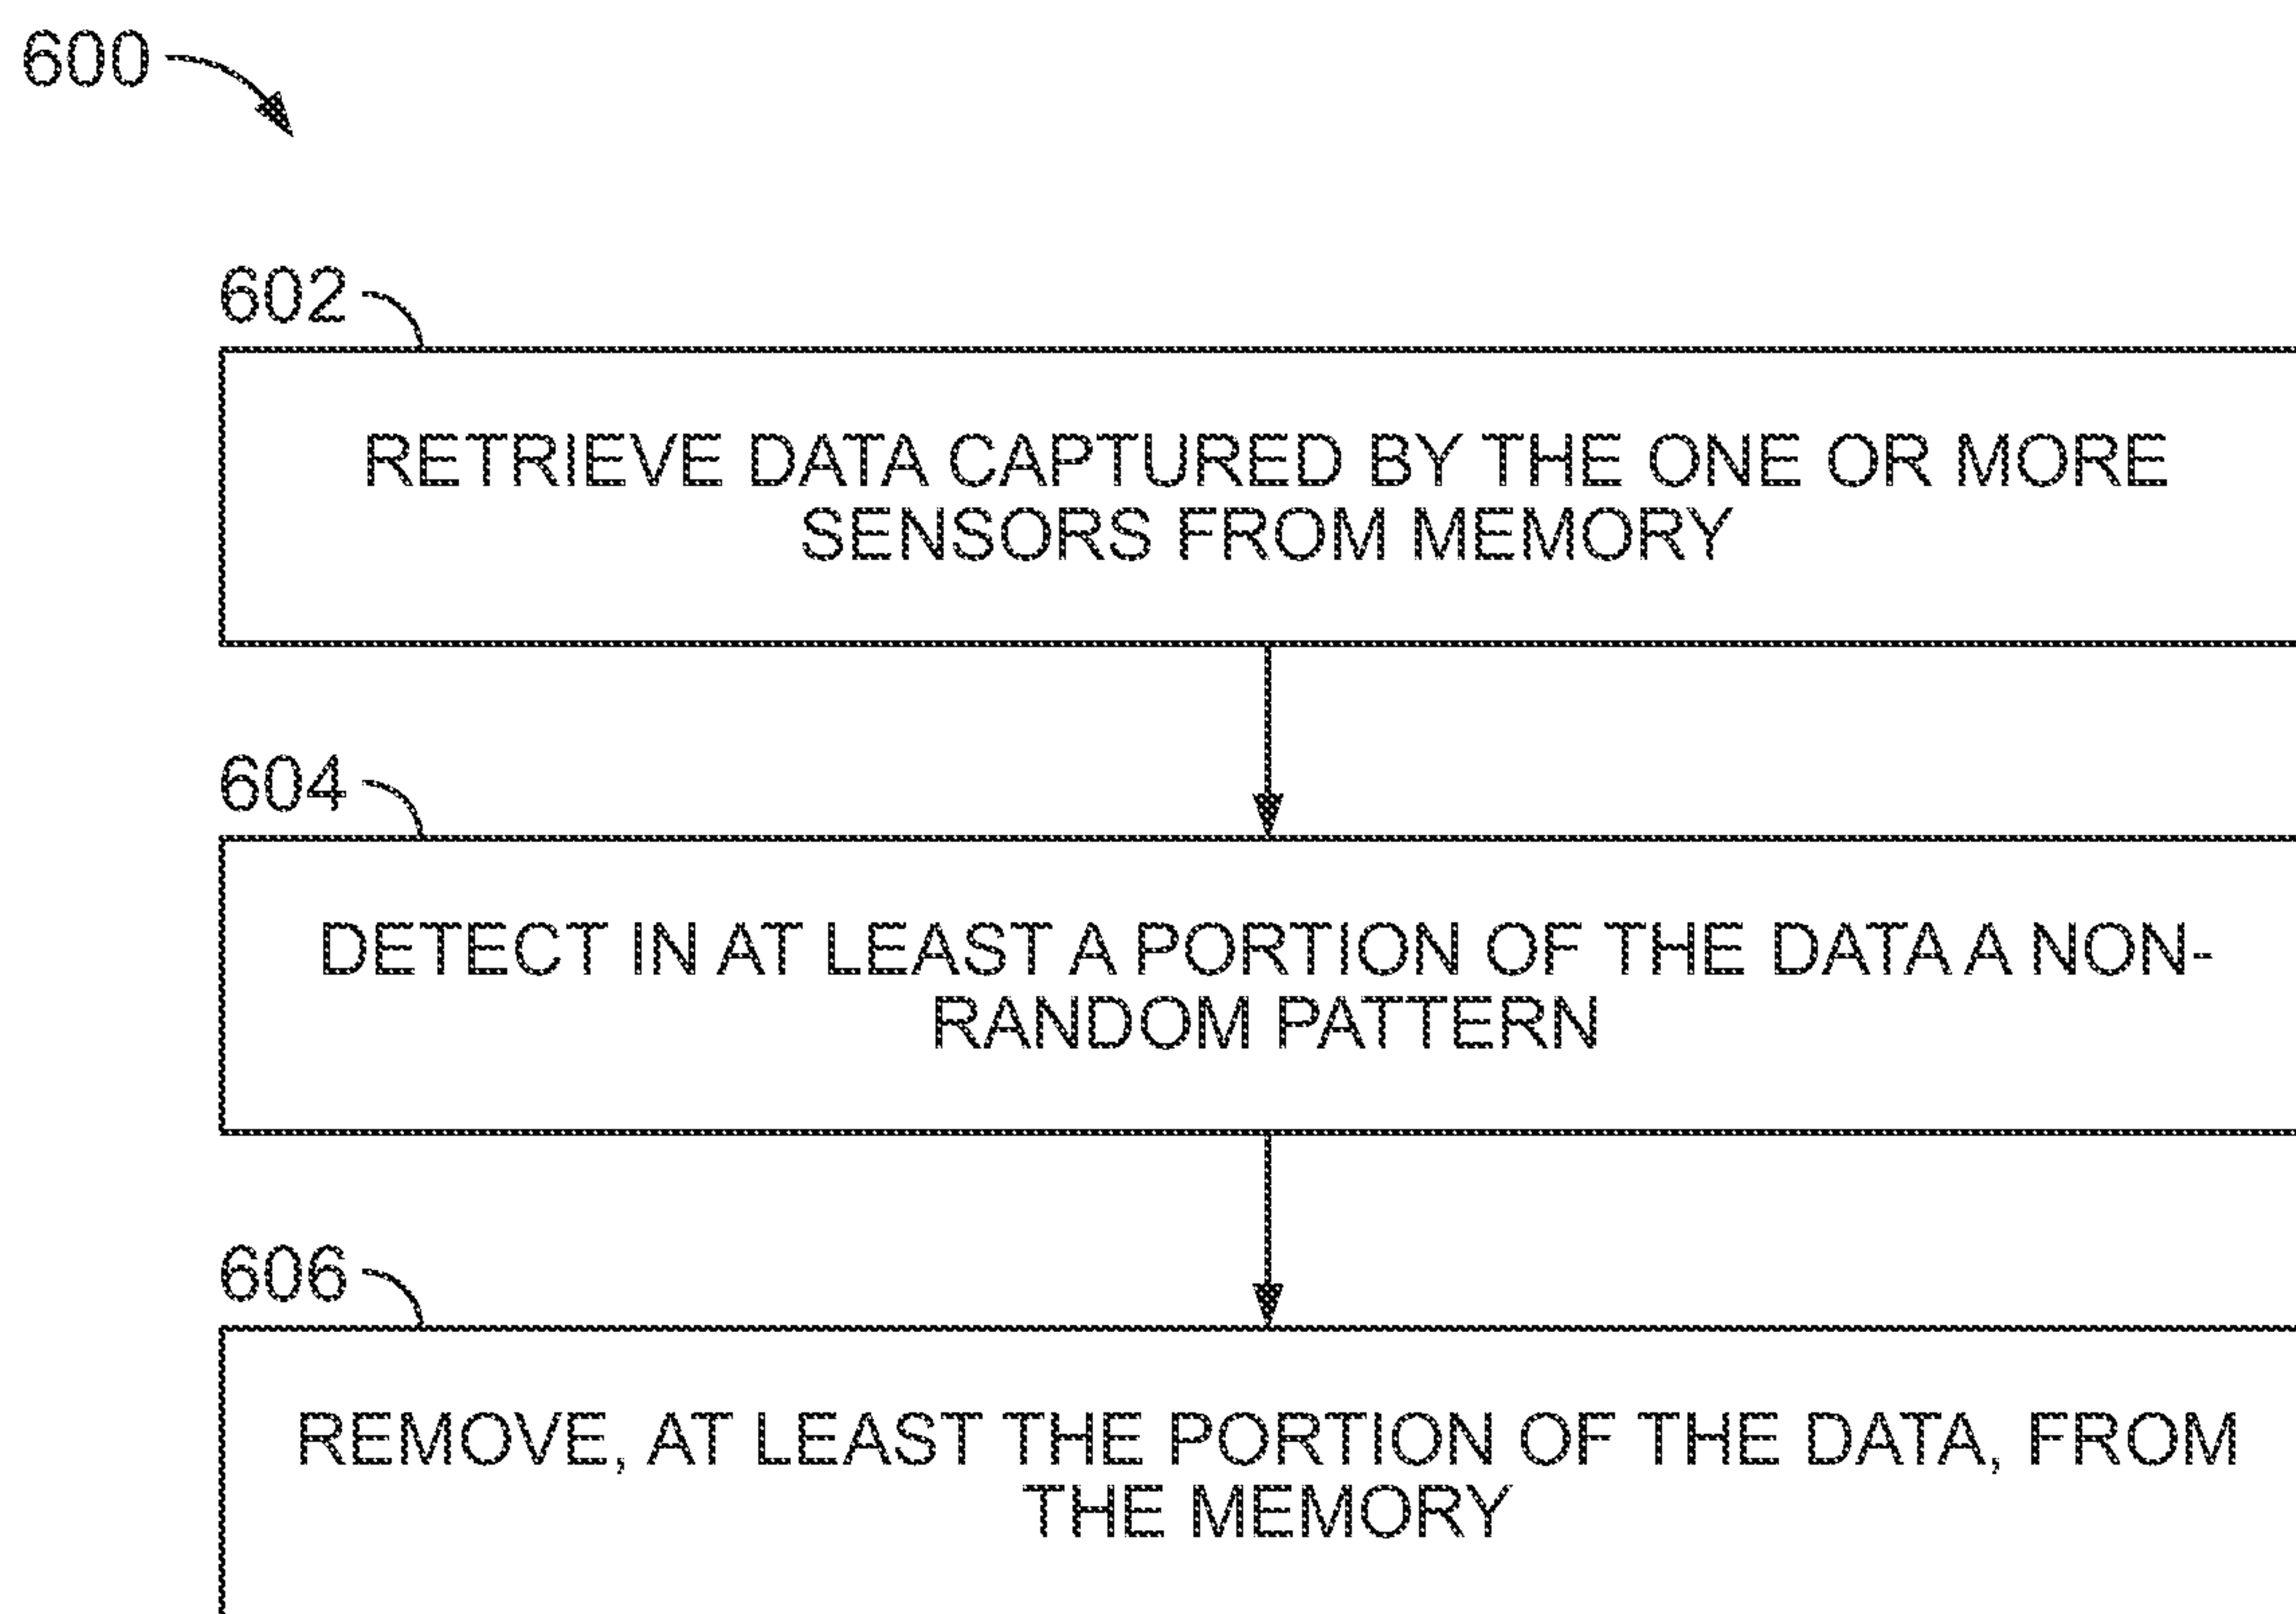 600
602
RETRIEVE DATA CAPTURED BY THE ONE OR MORE
SENSORS FROM MEMORY
604
DETECT IN AT LEAST A PORTION OF THE DATA A NON-
RANDOM PATTERN
606
REMOVE, AT LEAST THE PORTION OF THE DATA, FROM
THE MEMORY